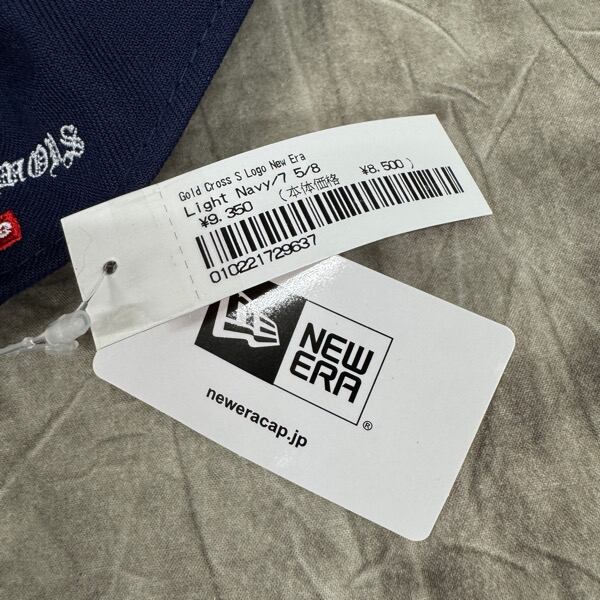 Gold Cross S Logo New Era
Light Navy/7 5/8
¥9.350 (本体価格 ¥8.500)
010221729637
NEW
ERA
®
neweracap.jp